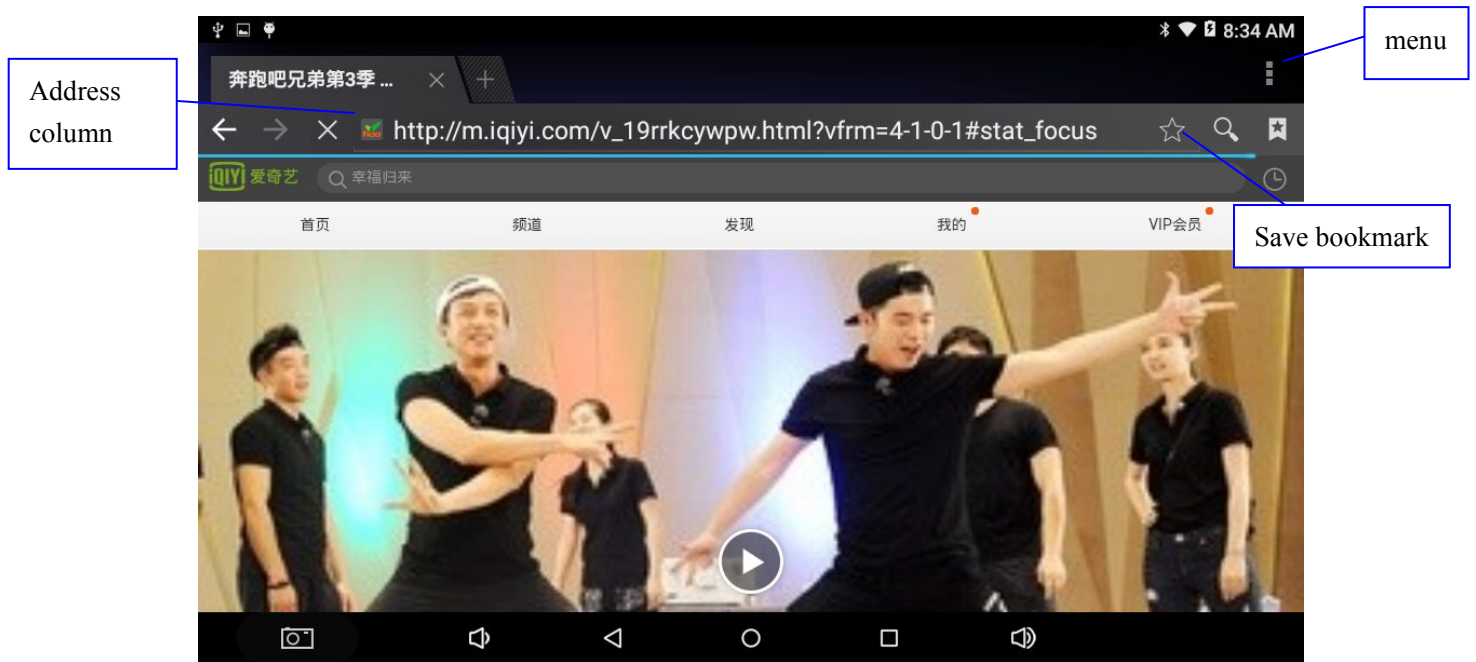 8:34 AM
menu
奔跑吧兄弟第3季 ...
Address
column
http://m.iqiyi.com/v_19rrkcywpw.html?vfrm=4-1-0-1#stat_focus
iQIYI 爱奇艺
幸福归来
首页
频道
发现
我的
VIP会员
Save bookmark